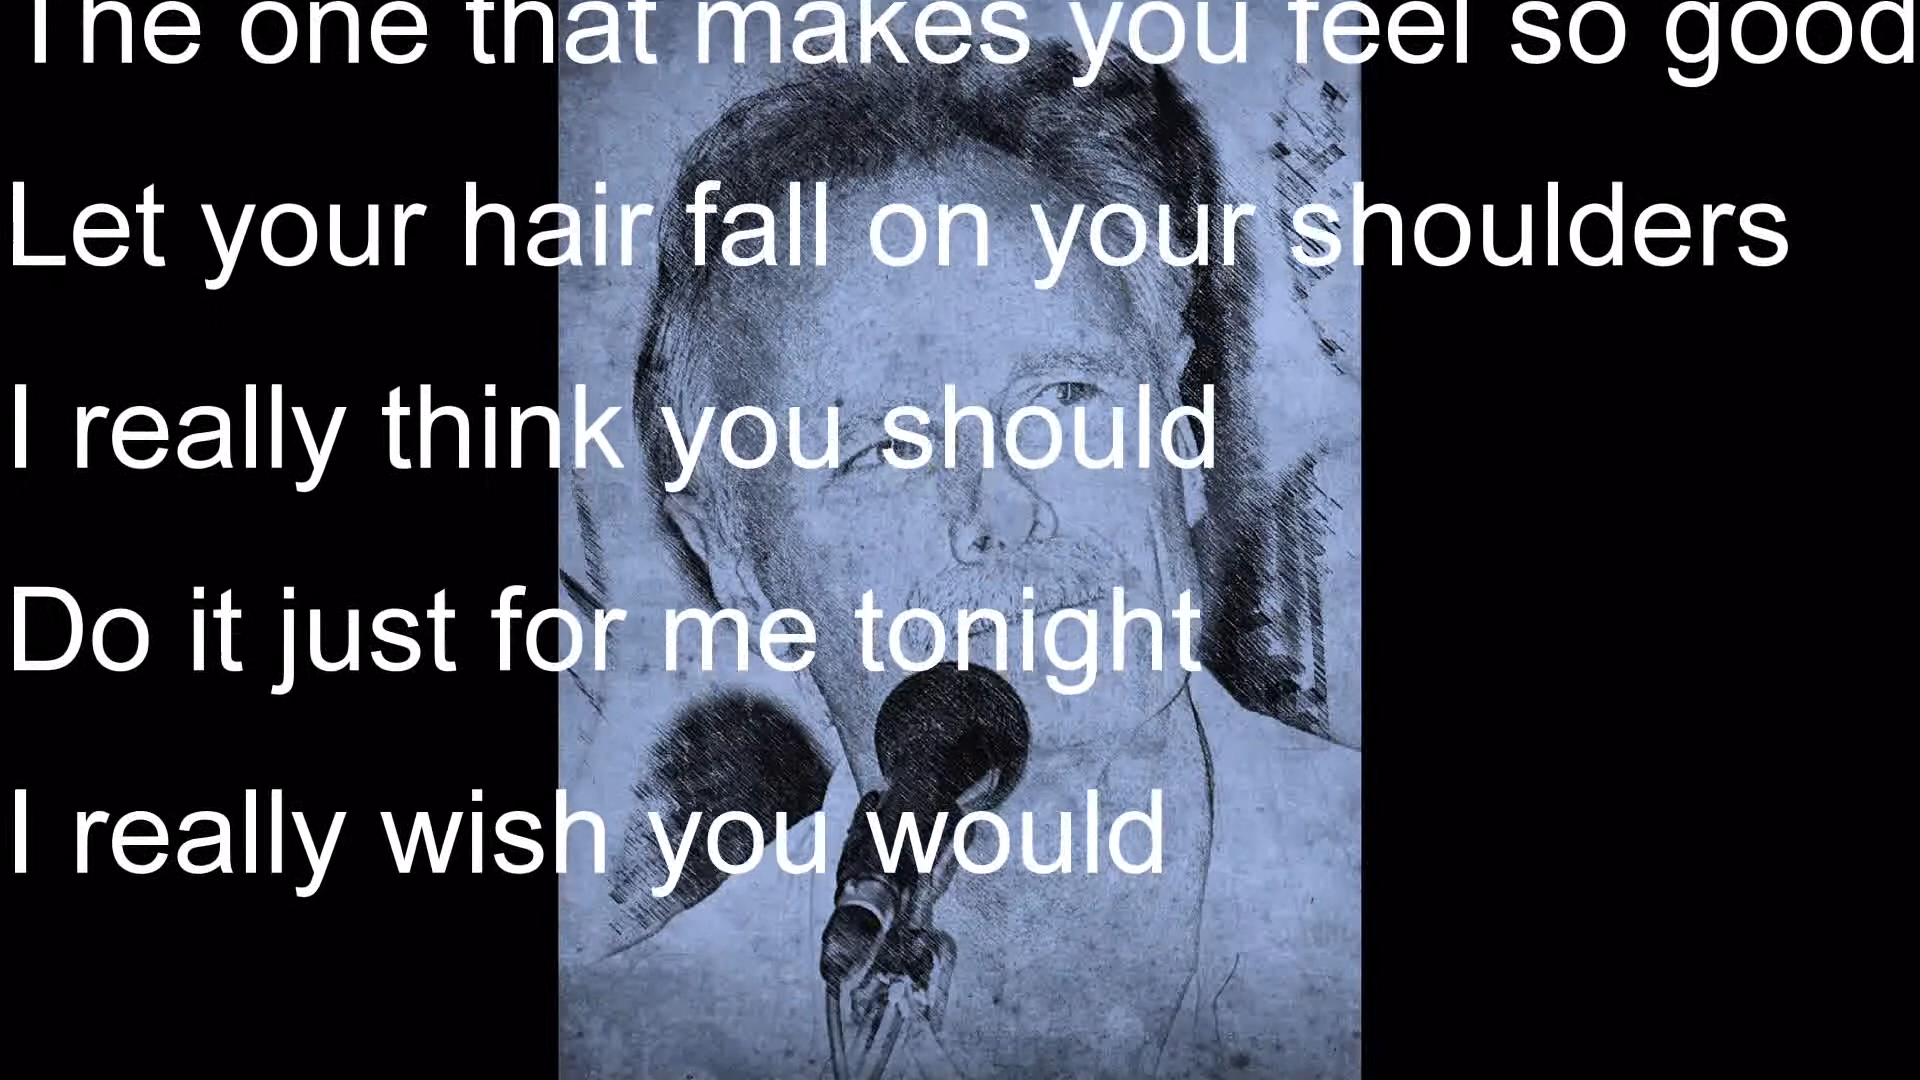 The one that makes you feel so good
Let your hair fall on your shoulders
I really think you should
Do it just for me tonight
I really wish you would